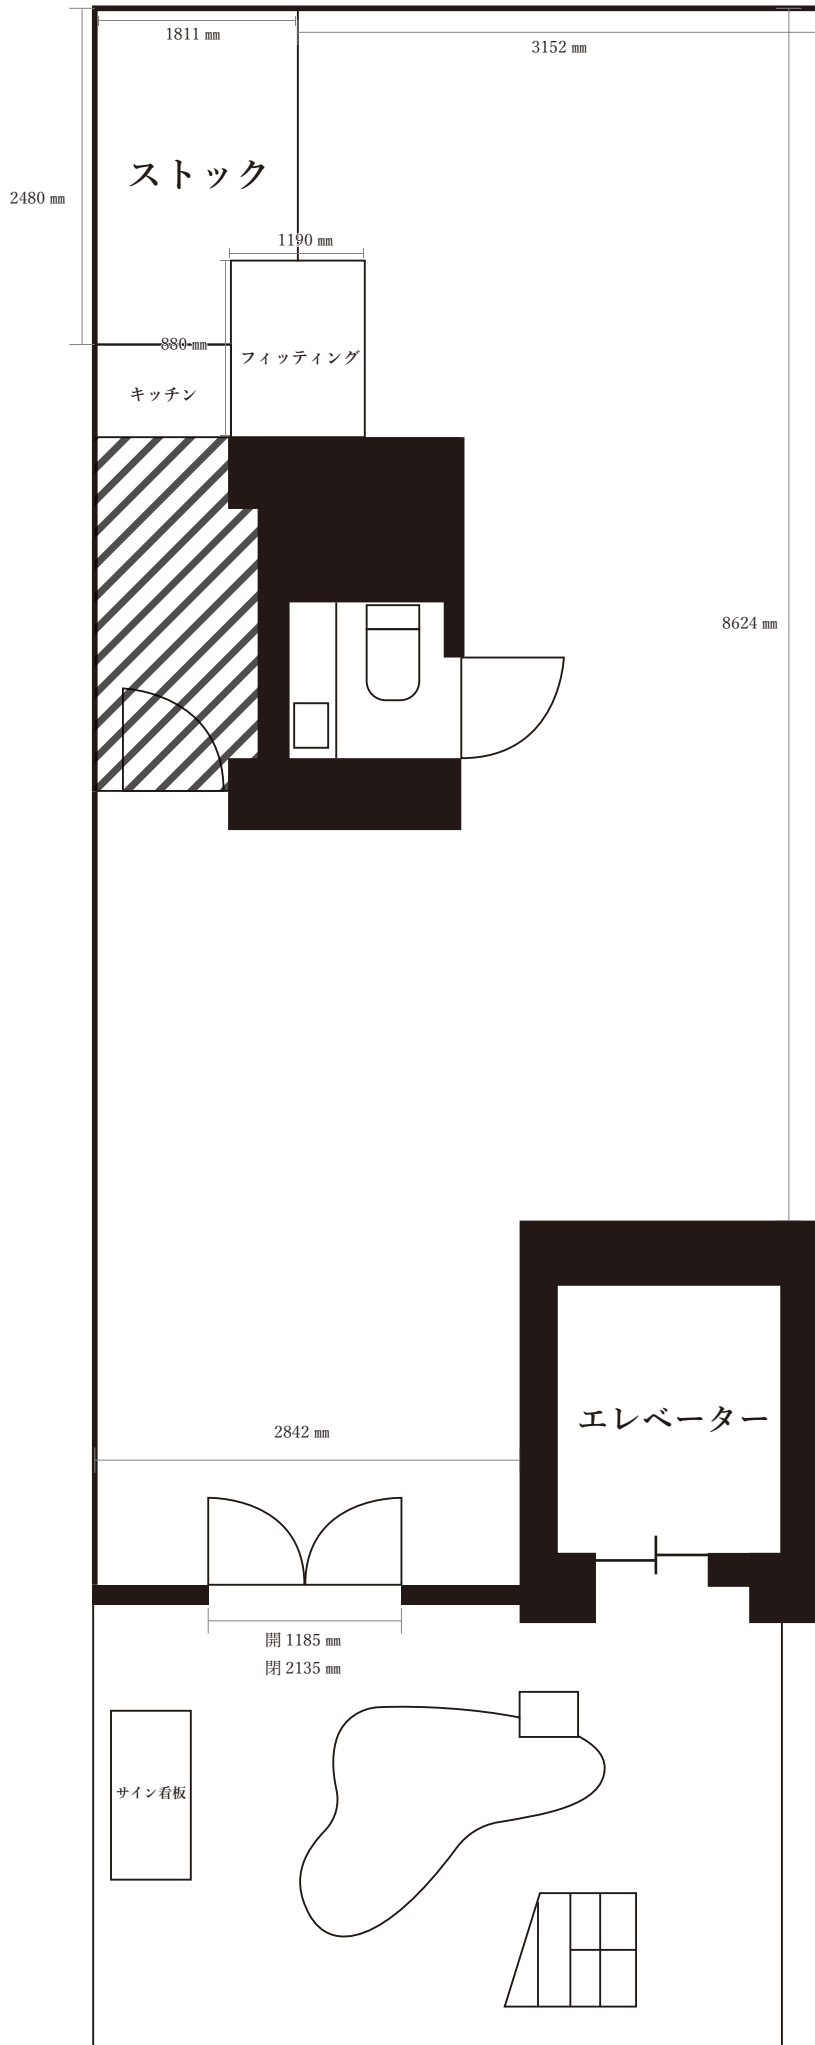 1811 ㎜
3152 ㎜
ストック
2480 ㎜
1190 ㎜
880 ㎜
フィッティング
キッチン
8624 ㎜
エレベーター
2842 ㎜
開 1185 ㎜
閉 2135 ㎜
サイン看板